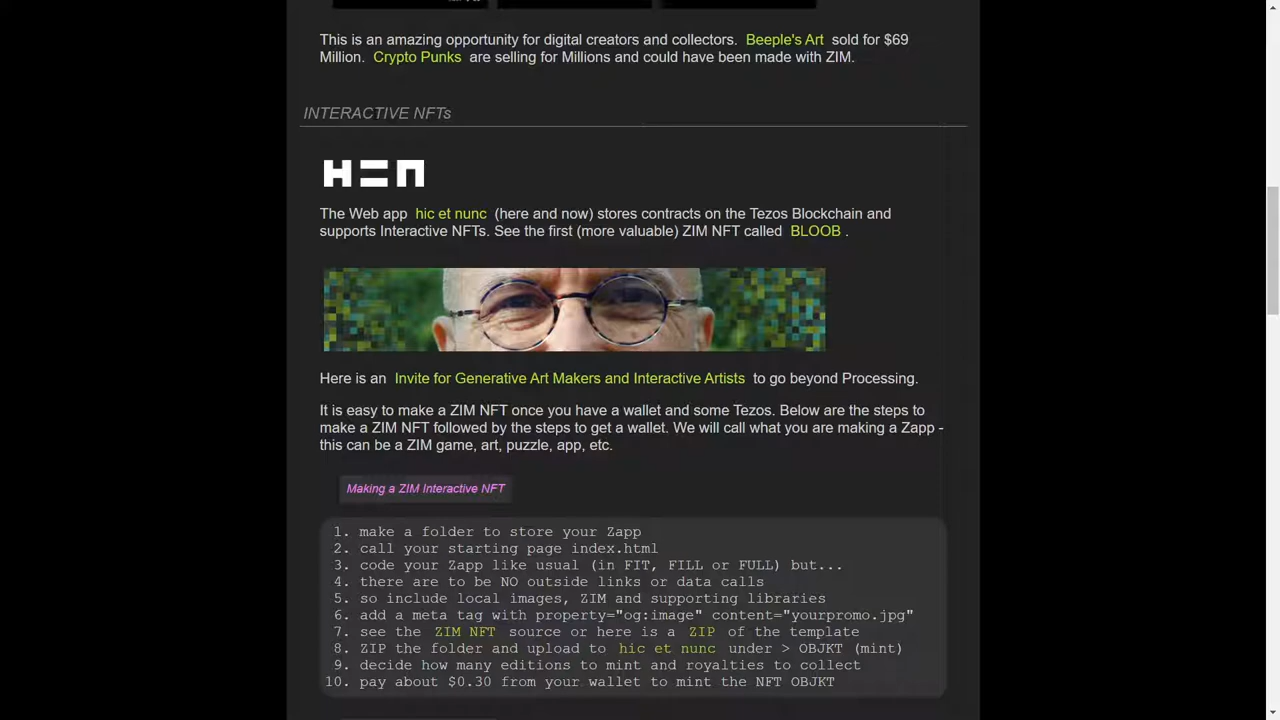 This is an amazing opportunity for digital creators and collectors. Beeple's Art sold for $69
Million. Crypto Punks are selling for Millions and could have been made with ZIM.
INTERACTIVE NFTs
HEN
The Web app hic et nunc (here and now) stores contracts on the Tezos Blockchain and
supports Interactive NFTs. See the first (more valuable) ZIM NFT called BLOOB .
Here is an Invite for Generative Art Makers and Interactive Artists to go beyond Processing.
It is easy to make a ZIM NFT once you have a wallet and some Tezos. Below are the steps to
make a ZIM NFT followed by the steps to get a wallet. We will call what you are making a Zapp -
this can be a ZIM game, art, puzzle, app, etc.
Making a ZIM Interactive NFT
1. make a folder to store your Zapp
2. call your starting page index.html
3. code your Zapp like usual (in FIT, FILL or FULL) but...
4. there are to be NO outside links or data calls
5. so include local images, ZIM and supporting libraries
6. add a meta tag with property="og:image" content="yourpromo.jpg"
7. see the ZIM NFT source or here is a ZIP of the template
8. ZIP the folder and upload to hic et nunc under > OBJKT (mint)
9. decide how many editions to mint and royalties to collect
10. pay about $0.30 from your wallet to mint the NFT OBJKT